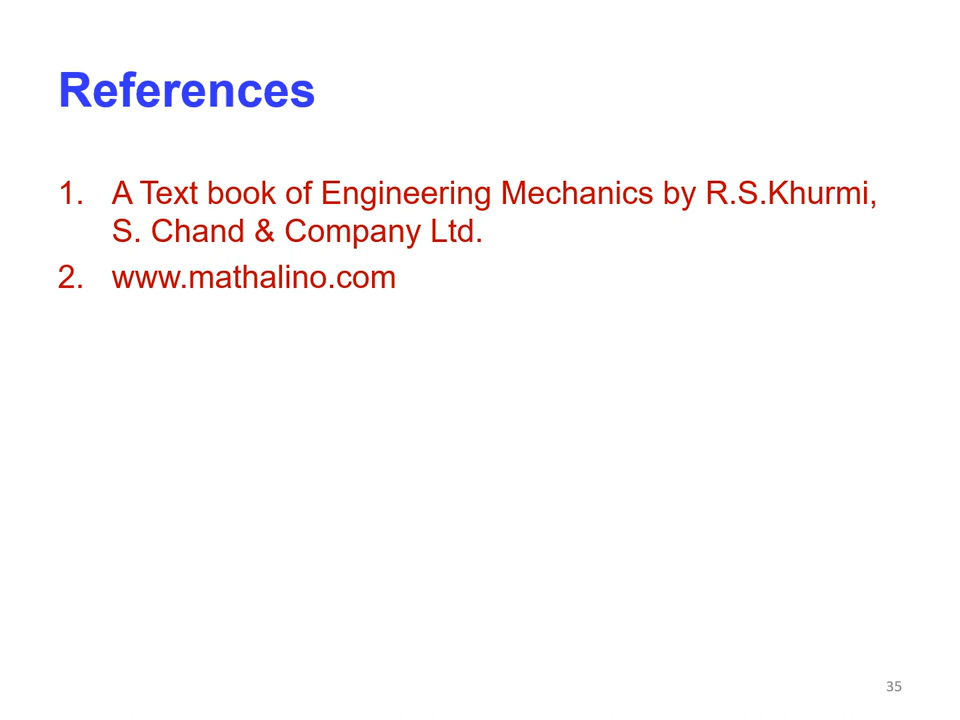 References
1. A Text book of Engineering Mechanics by R.S.Khurmi,
S. Chand & Company Ltd.
2. www.mathalino.com
35